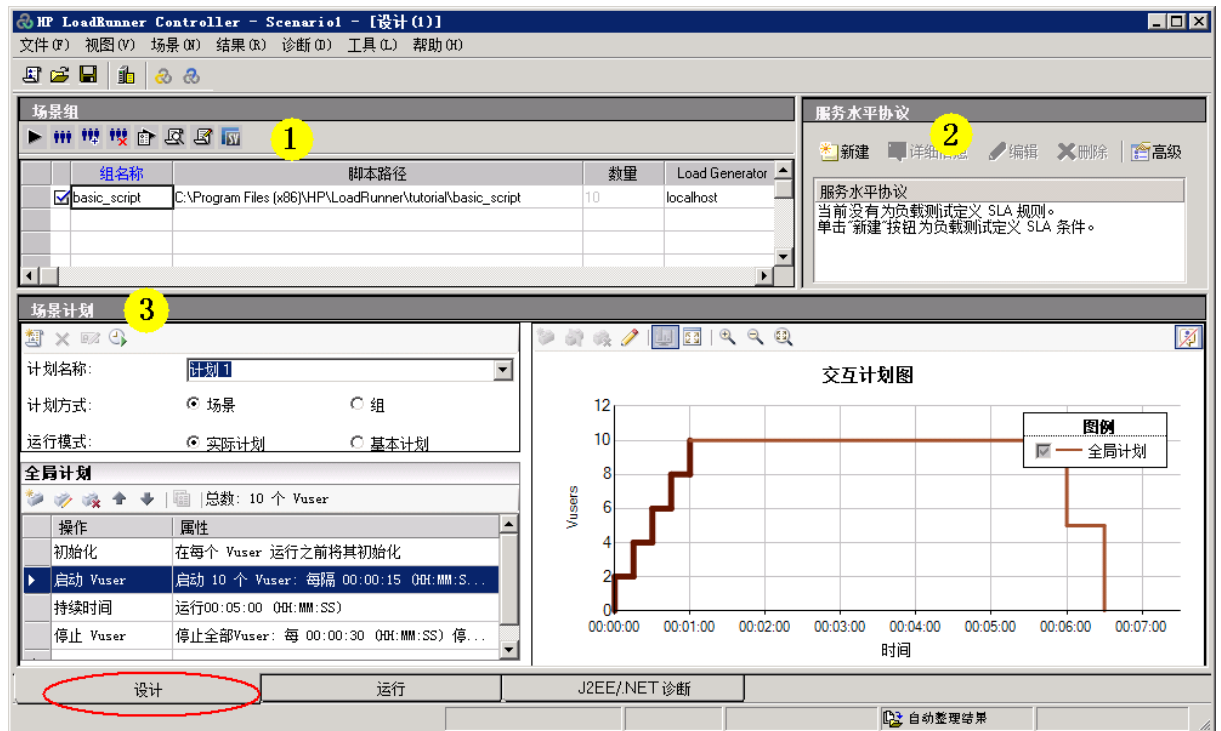 HP LoadRunner Controller - Scenario1 - [设计(1)]
文件(F) 视图(V) 场景(N) 结果(R) 诊断(D) 工具(L) 帮助(H)
场景组
1
组名称 脚本路径 数量 Load Generator
basic_script C:\Program Files (x86)\HP\LoadRunner\tutorial\basic_script 10 localhost
服务水平协议
2
新建 详细信息 编辑 删除 高级
服务水平协议
当前没有为负载测试定义 SLA 规则。
单击“新建”按钮为负载测试定义 SLA 条件。
场景计划
3
计划名称: 计划 1
计划方式: 场景 组
运行模式: 实际计划 基本计划
全局计划
总数: 10 个 Vuser
操作 属性
初始化 在每个 Vuser 运行之前将其初始化
启动 Vuser 启动 10 个 Vuser: 每隔 00:00:15 (HH:MM:S...
持续时间 运行00:05:00 (HH:MM:SS)
停止 Vuser 停止全部Vuser: 每 00:00:30 (HH:MM:SS) 停...
交互计划图
图例
全局计划
Vusers
12
10
8
6
4
2
0
00:00:00 00:01:00 00:02:00 00:03:00 00:04:00 00:05:00 00:06:00 00:07:00
时间
设计 运行 J2EE/.NET 诊断
自动整理结果